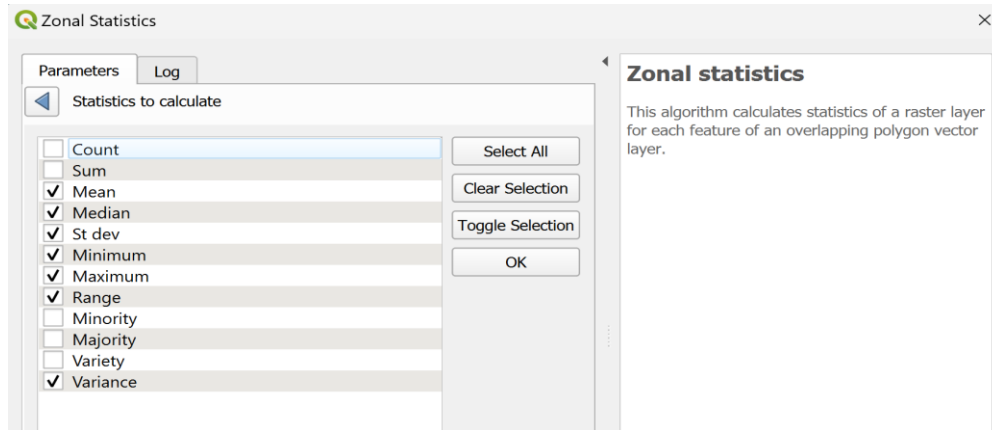 Zonal Statistics
Parameters
Log
Statistics to calculate
Count
Sum
Mean
Median
St dev
Minimum
Maximum
Range
Minority
Majority
Variety
Variance
Select All
Clear Selection
Toggle Selection
OK
Zonal statistics
This algorithm calculates statistics of a raster layer
for each feature of an overlapping polygon vector
layer.